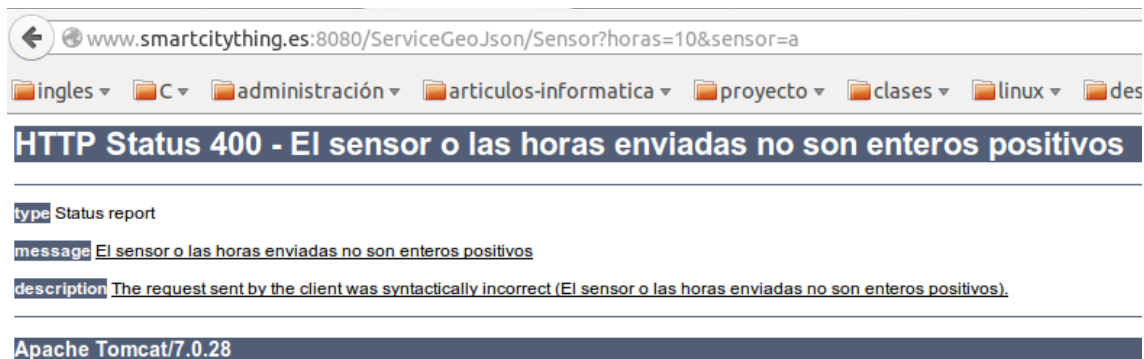 www.smartcitything.es:8080/ServiceGeoJson/Sensor?horas=10&sensor=a
ingles C administración articulos-informatica proyecto clases linux des
HTTP Status 400 - El sensor o las horas enviadas no son enteros positivos
type Status report
message El sensor o las horas enviadas no son enteros positivos
description The request sent by the client was syntactically incorrect (El sensor o las horas enviadas no son enteros positivos).
Apache Tomcat/7.0.28